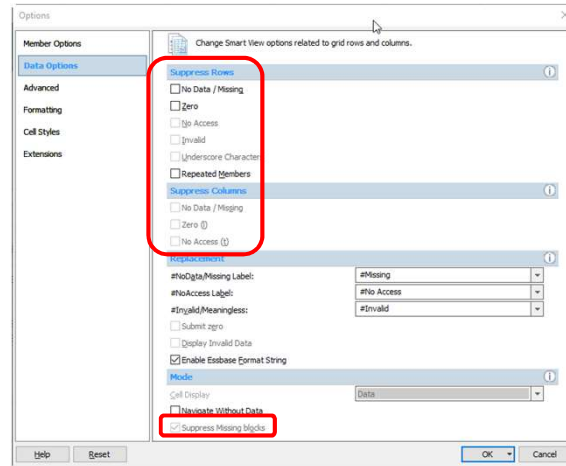 Options
Member Options
Data Options
Advanced
Formatting
Cell Styles
Extensions
Change Smart View options related to grid rows and columns.
Suppress Rows
No Data / Missing
Zero
No Access
Invalid
Underscore Character
Repeated Members
Suppress Columns
No Data / Missing
Zero (I)
No Access (t)
Replacement
#NoData/Missing Label: #Missing
#NoAccess Label: #No Access
#Invalid/Meaningless: #Invalid
Submit zero
Display Invalid Data
Enable Essbase Format String
Mode
Cell Display Data
Navigate Without Data
Suppress Missing blocks
Help Reset OK Cancel